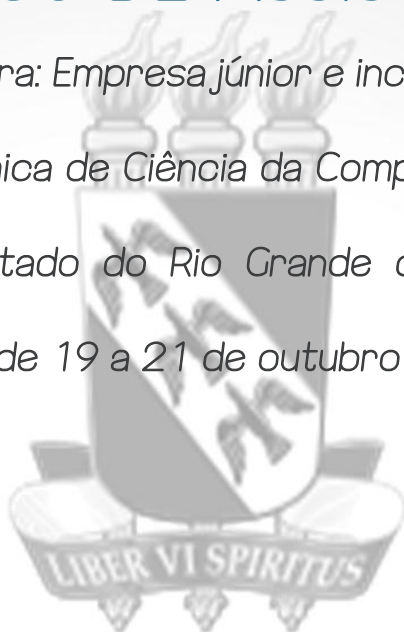 ra: Empresa júnior e inc
nica de Ciência da Comp
tado do Rio Grande
de 19 a 21 de outubro
LIBER VI SPIRITUS